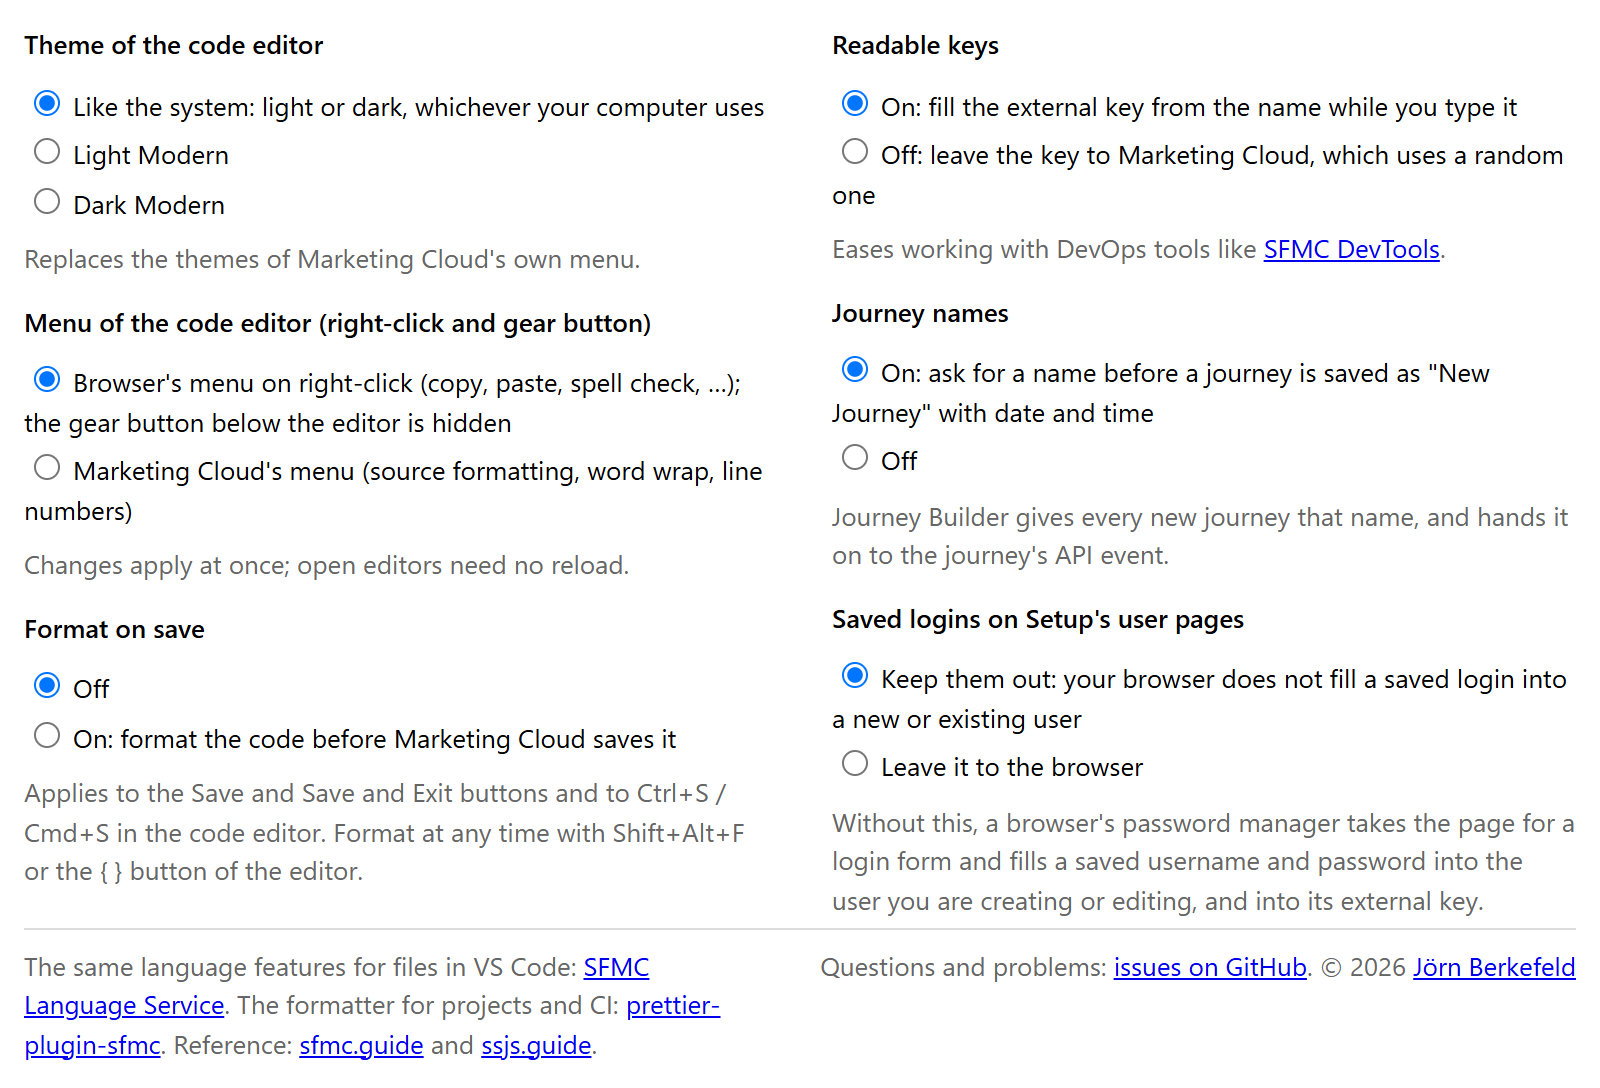 Theme of the code editor
Like the system: light or dark, whichever your computer uses
Light Modern
Dark Modern
Replaces the themes of Marketing Cloud's own menu.
Menu of the code editor (right-click and gear button)
Browser's menu on right-click (copy, paste, spell check, ...);
the gear button below the editor is hidden
Marketing Cloud's menu (source formatting, word wrap, line
numbers)
Changes apply at once; open editors need no reload.
Format on save
Off
On: format the code before Marketing Cloud saves it
Applies to the Save and Save and Exit buttons and to Ctrl+S /
Cmd+S in the code editor. Format at any time with Shift+Alt+F
or the { } button of the editor.
Readable keys
On: fill the external key from the name while you type it
Off: leave the key to Marketing Cloud, which uses a random
one
Eases working with DevOps tools like SFMC DevTools.
Journey names
On: ask for a name before a journey is saved as "New
Journey" with date and time
Off
Journey Builder gives every new journey that name, and hands it
on to the journey's API event.
Saved logins on Setup's user pages
Keep them out: your browser does not fill a saved login into
a new or existing user
Leave it to the browser
Without this, a browser's password manager takes the page for a
login form and fills a saved username and password into the
user you are creating or editing, and into its external key.
The same language features for files in VS Code: SFMC
Language Service. The formatter for projects and CI: prettier-
plugin-sfmc. Reference: sfmc.guide and ssjs.guide.
Questions and problems: issues on GitHub. © 2026 Jörn Berkefeld